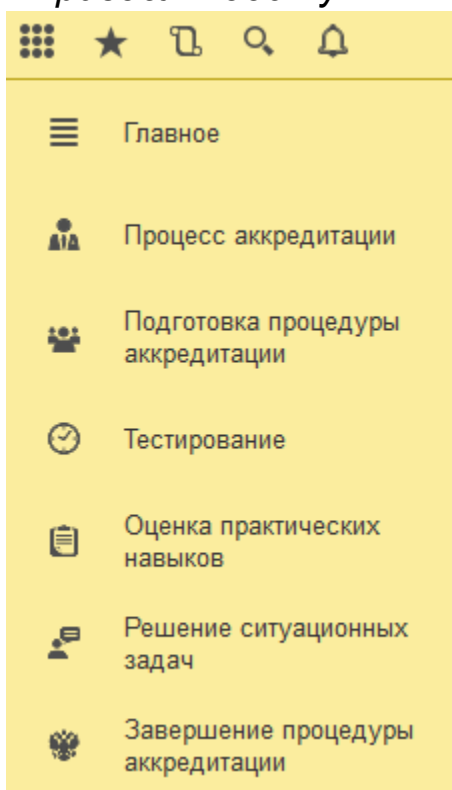 Главное
Процесс аккредитации
Подготовка процедуры
аккредитации
Тестирование
Оценка практических
навыков
Решение ситуационных
задач
Завершение процедуры
аккредитации